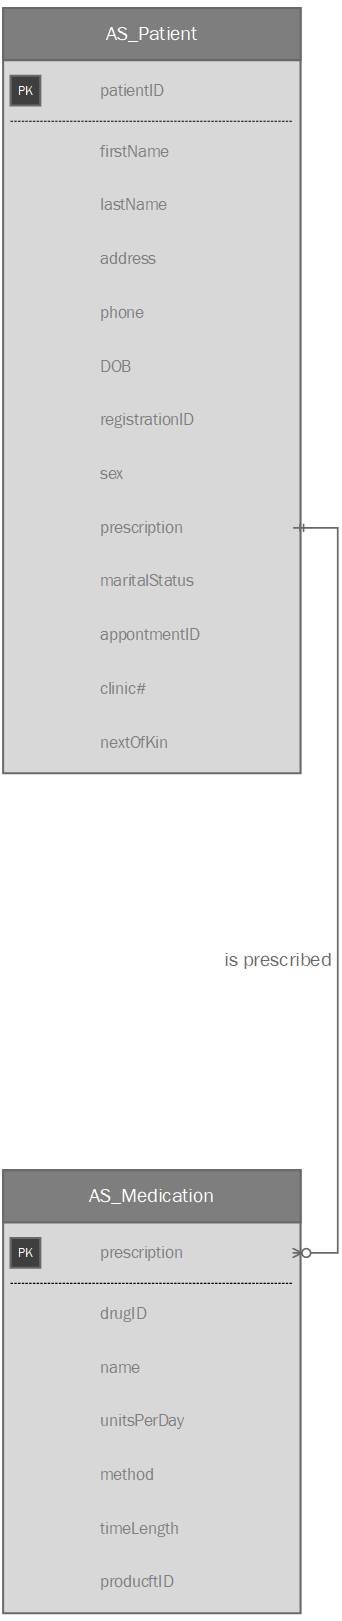 AS_Patient
PK patientID
firstName
lastName
address
phone
DOB
registrationID
sex
prescription
maritalStatus
appontmentID
clinic#
nextOfKin
is prescribed
AS_Medication
PK prescription
drugID
name
unitsPerDay
method
timeLength
producftID